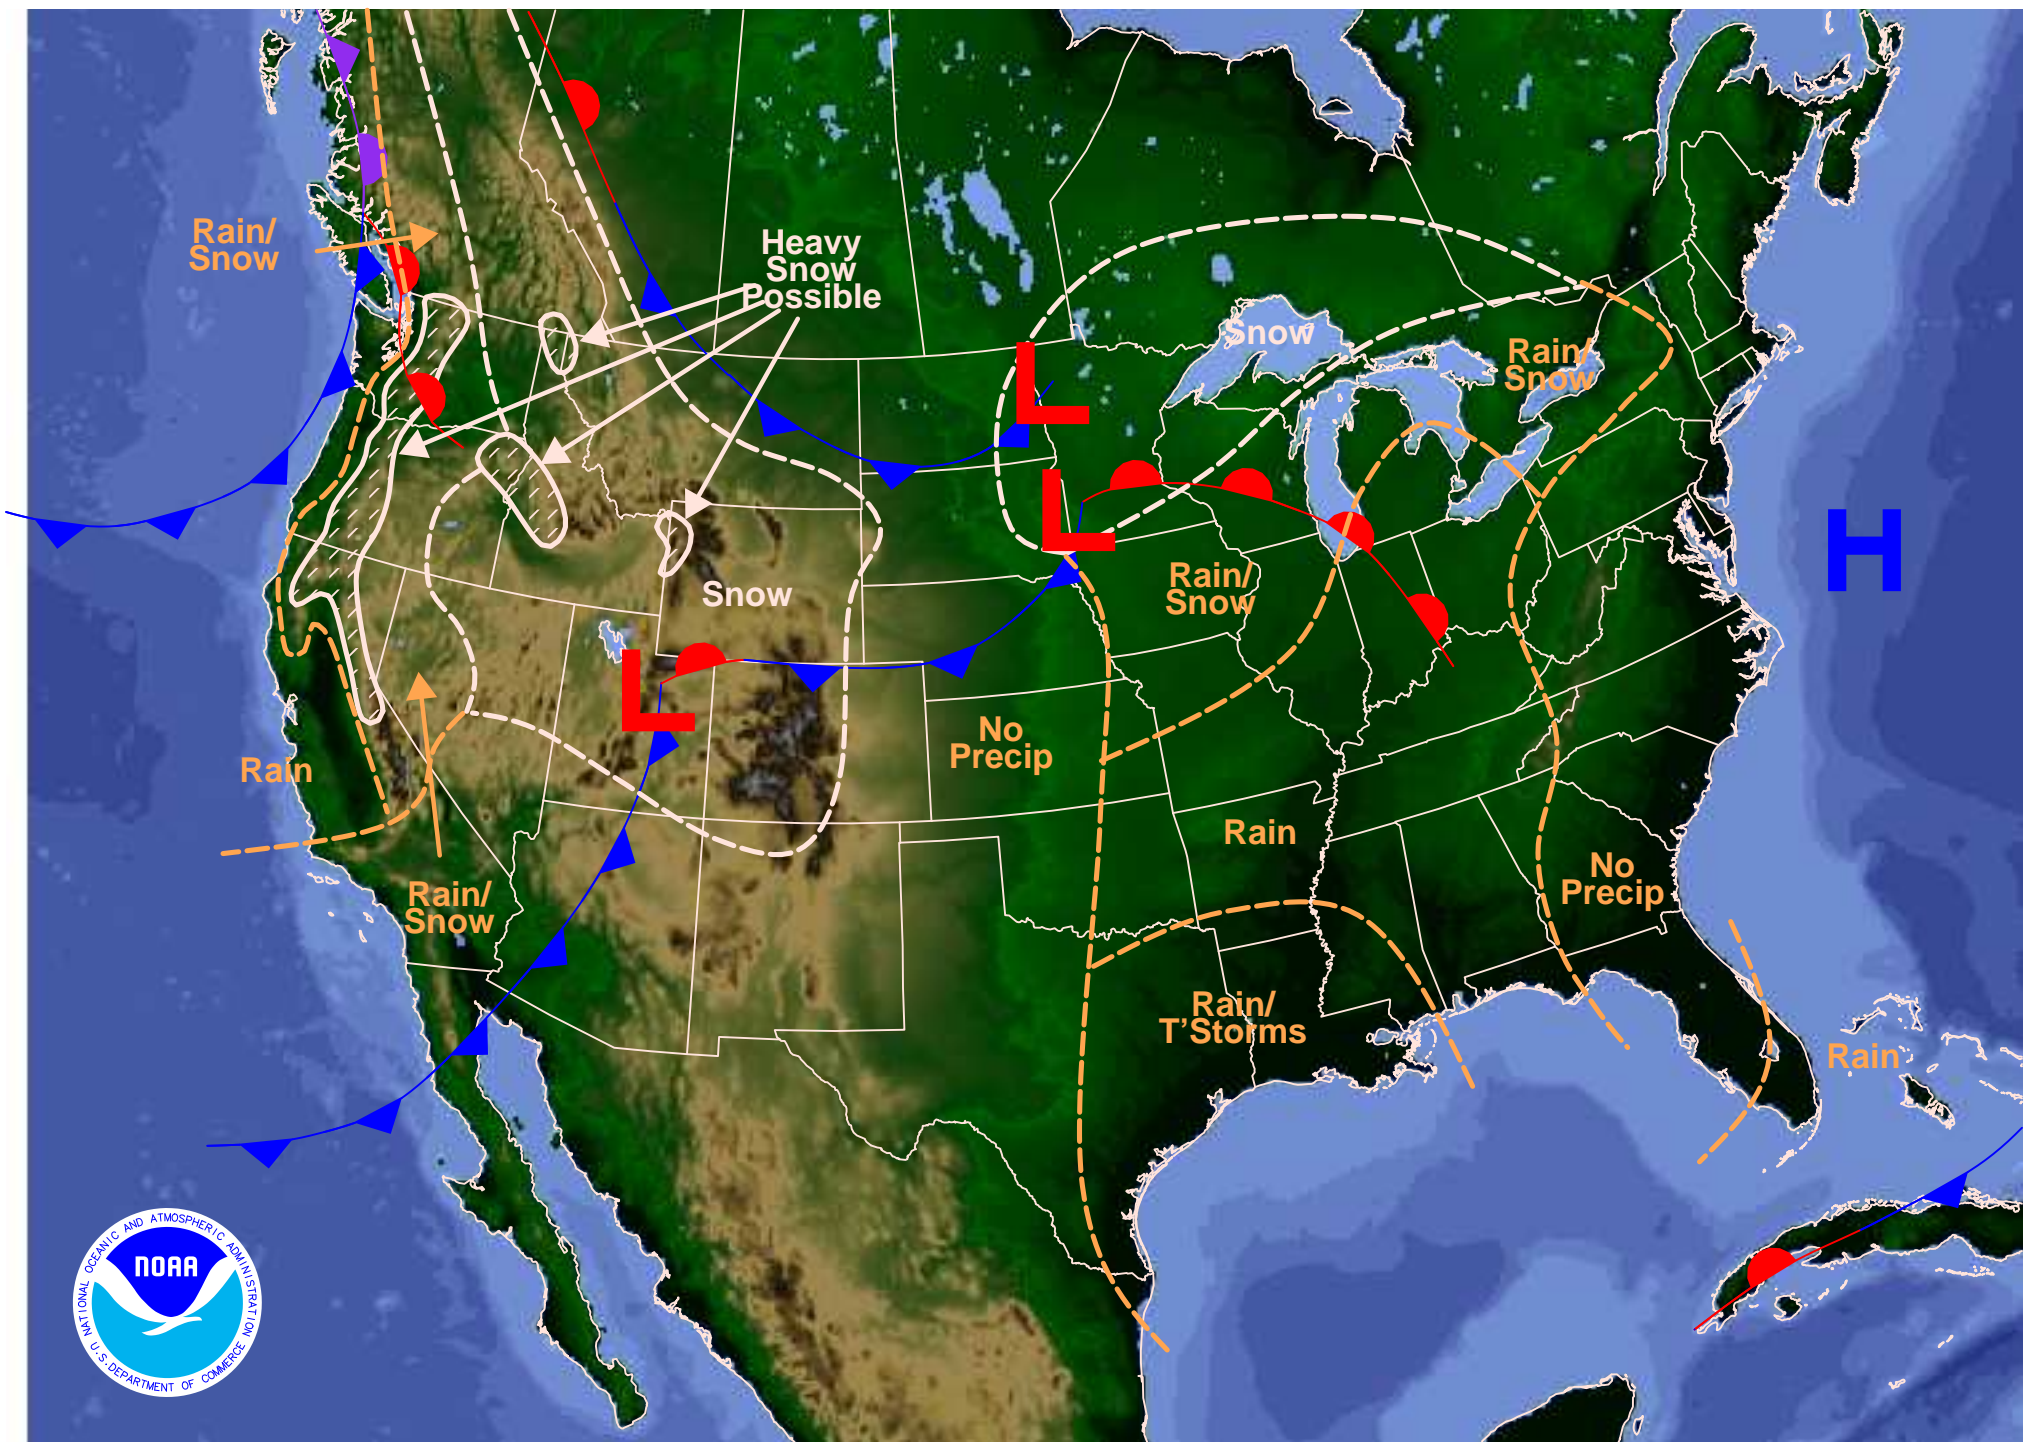 Rain/
Snow
Heavy
Snow
Possible
Snow
Rain/
Snow
L
L
H
Snow
Rain/
Snow
L
No
Precip
Rain
Rain
No
Precip
Rain/
Snow
Rain/
T'Storms
Rain
NATIONAL OCEANIC AND ATMOSPHERIC ADMINISTRATION
NOAA
U.S. DEPARTMENT OF COMMERCE